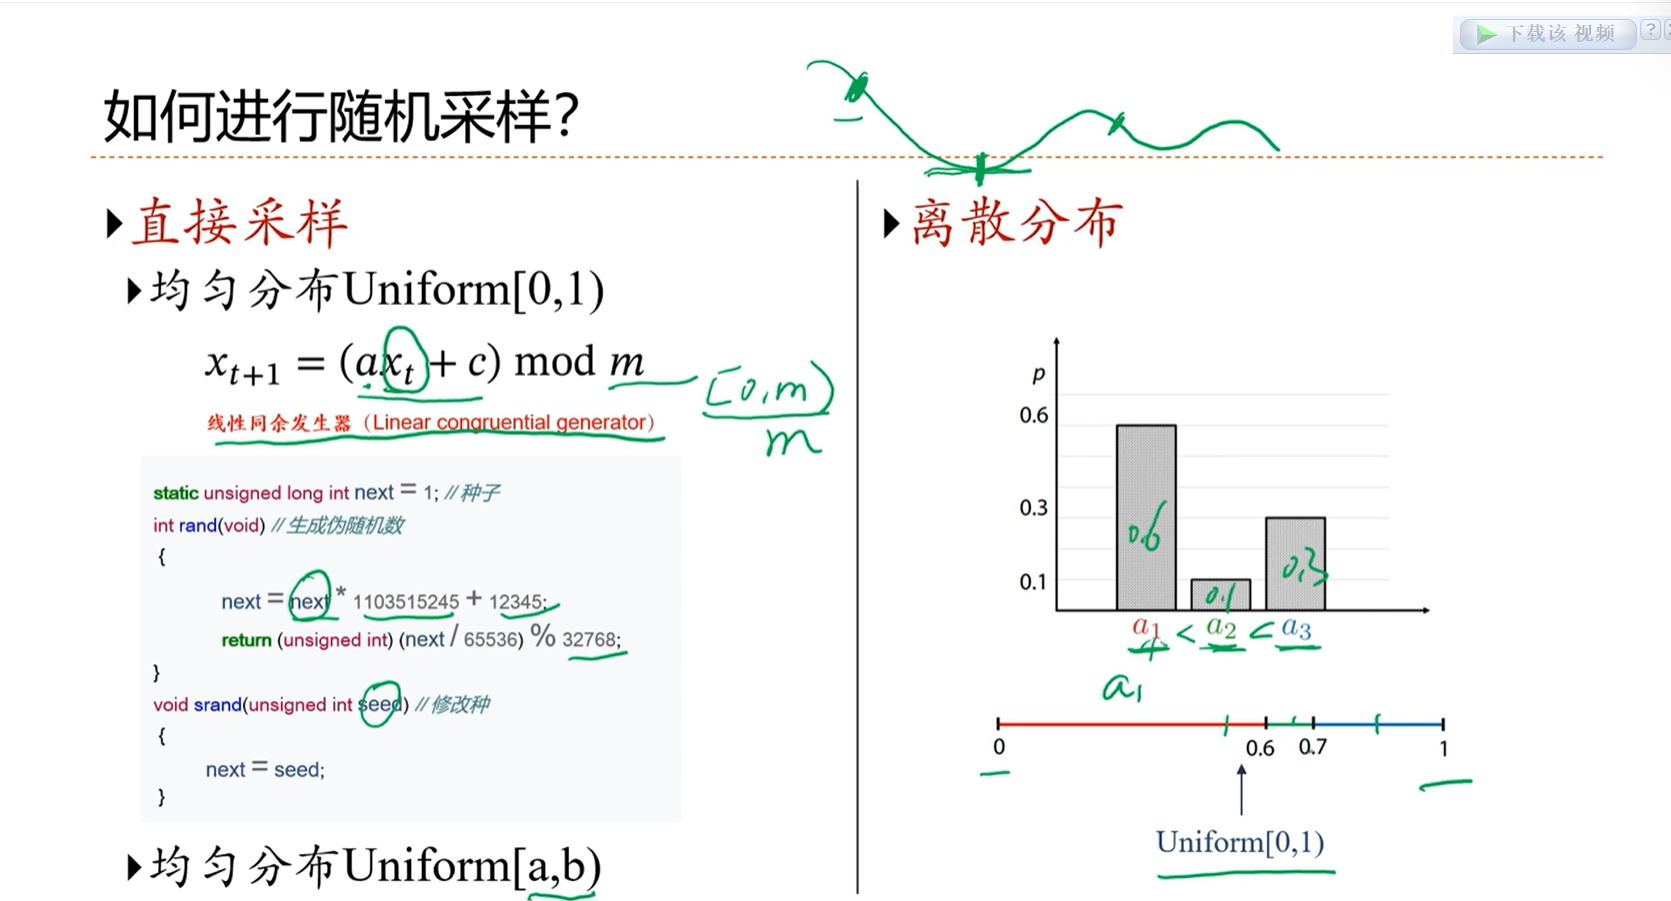 下载该 视频
?
如何进行随机采样?
直接采样
均匀分布Uniform[0,1)
x_{t+1} = (ax_t + c) mod m
[0,m)
m
线性同余发生器（Linear congruential generator）
static unsigned long int next = 1; //种子
int rand(void) //生成伪随机数
{
next = next * 1103515245 + 12345;
return (unsigned int) (next / 65536) % 32768;
}
void srand(unsigned int seed) //修改种
{
next = seed;
}
均匀分布Uniform[a,b)
离散分布
p
0.6
0.3
0.1
0.6
0.1
0.3
a1 < a2 < a3
a1
0 0.6 0.7 1
Uniform[0,1)